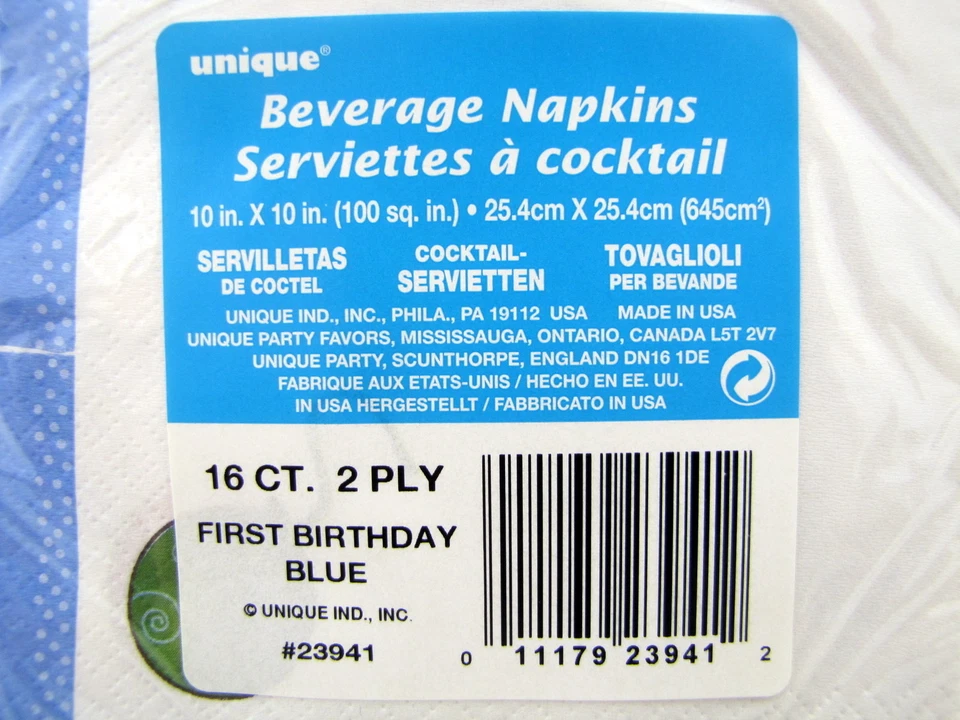 unique®
Beverage Napkins
Serviettes à cocktail
10 in. X 10 in. (100 sq. in.) • 25.4cm X 25.4cm (645cm²)
SERVILLETAS DE COCTEL
COCKTAIL-SERVIETTEN
TOVAGLIOLI PER BEVANDE
UNIQUE IND., INC., PHILA., PA 19112 USA MADE IN USA
UNIQUE PARTY FAVORS, MISSISSAUGA, ONTARIO, CANADA L5T 2V7
UNIQUE PARTY, SCUNTHORPE, ENGLAND DN16 1DE
FABRIQUE AUX ETATS-UNIS / HECHO EN EE. UU.
IN USA HERGESTELLT / FABBRICATO IN USA
16 CT. 2 PLY
FIRST BIRTHDAY
BLUE
© UNIQUE IND., INC.
#23941
0 11179 23941 2